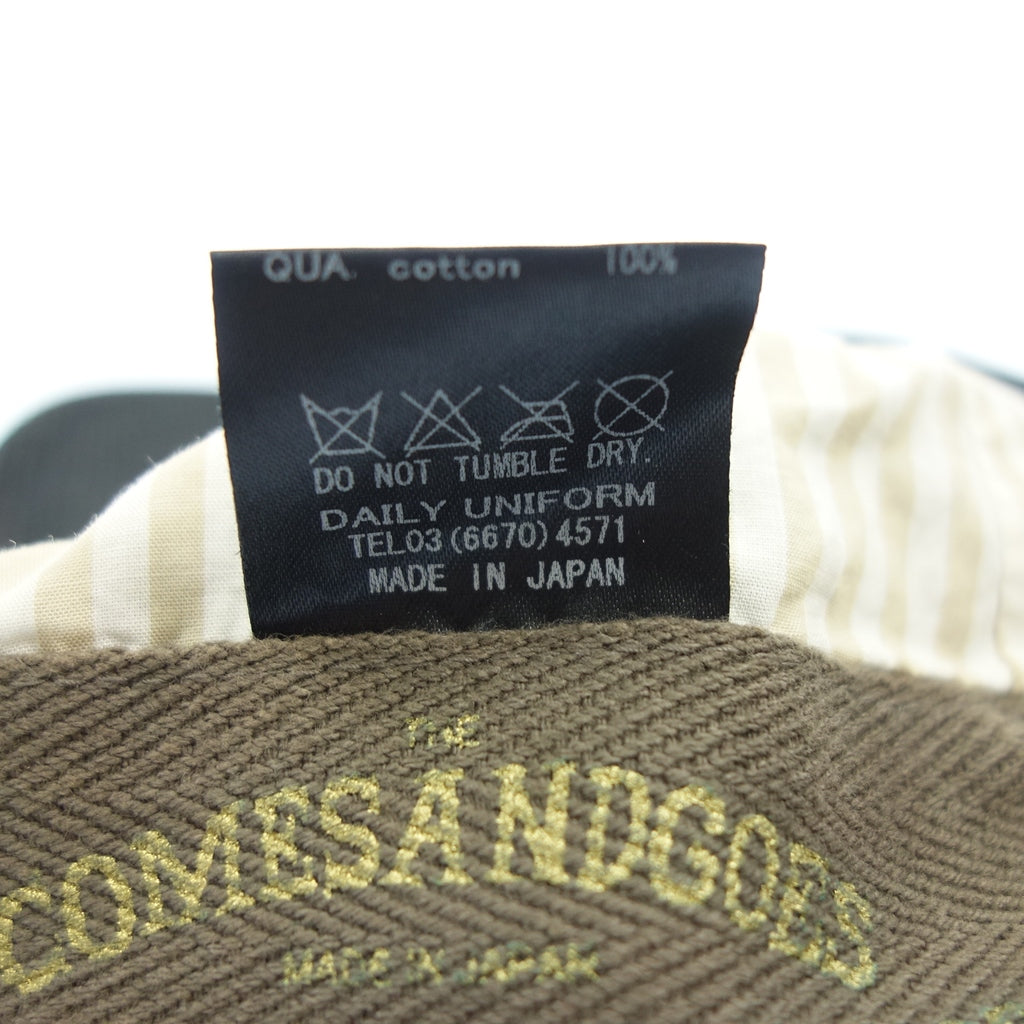 QUA. cotton 100%
DO NOT TUMBLE DRY.
DAILY UNIFORM
TEL03(6670)4571
MADE IN JAPAN
THE
COMESANDGOES
MADE IN JAPAN